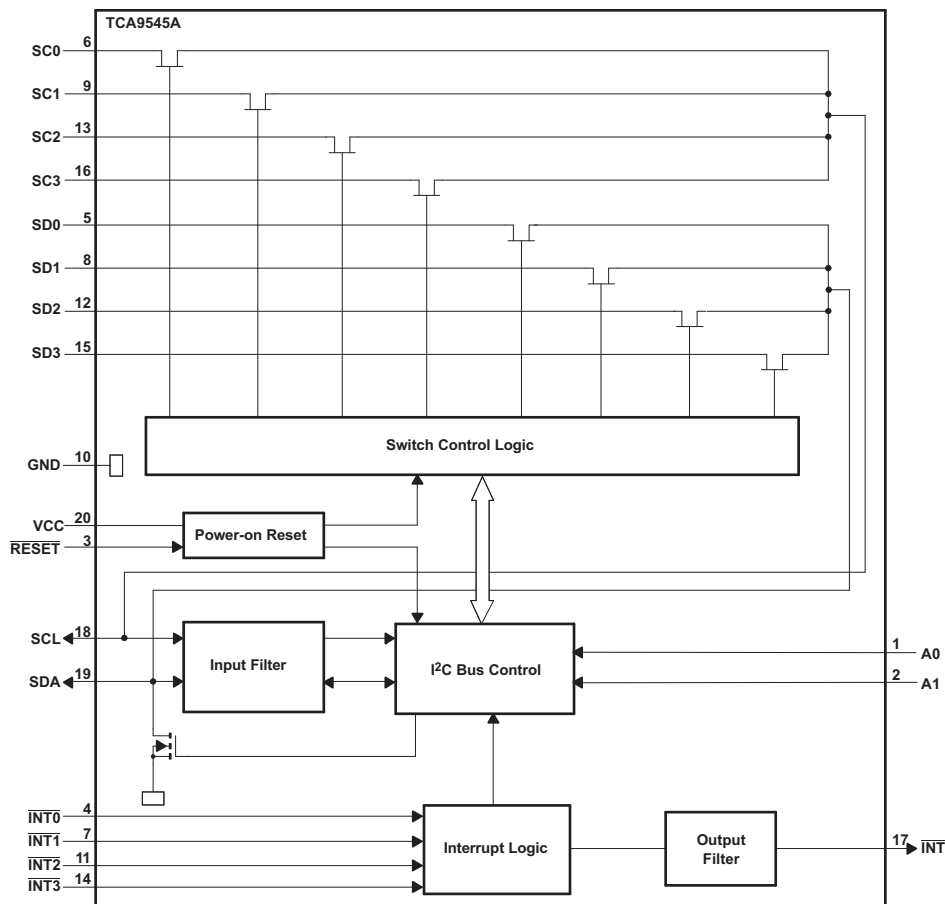 TCA9545A
SC0 6
SC1 9
SC2 13
SC3 16
SD0 5
SD1 8
SD2 12
SD3 15
Switch Control Logic
GND 10
VCC 20
RESET 3
Power-on Reset
SCL 18
SDA 19
Input Filter
I²C Bus Control
1 A0
2 A1
INT0 4
INT1 7
INT2 11
INT3 14
Interrupt Logic
Output
Filter
17 INT